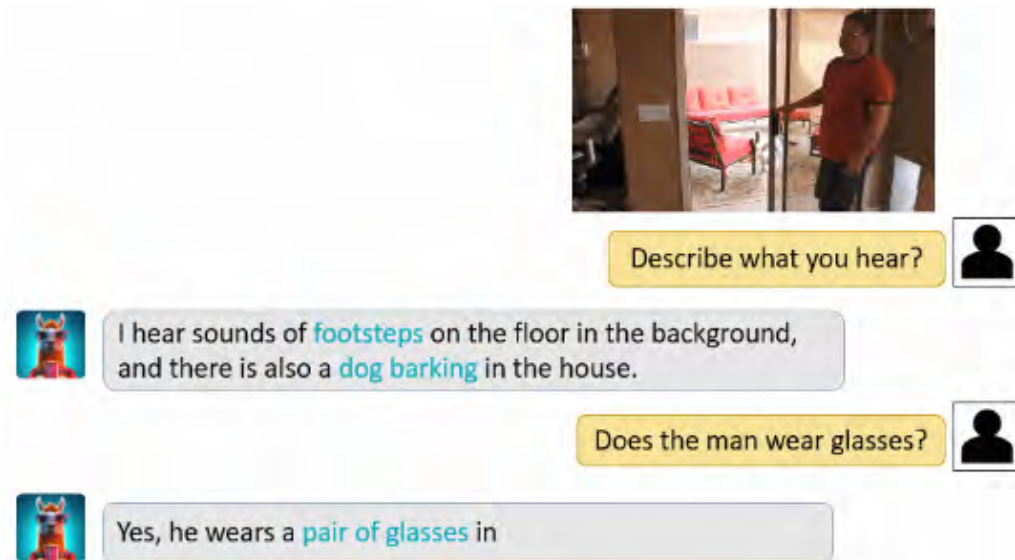 Describe what you hear?
I hear sounds of footsteps on the floor in the background,
and there is also a dog barking in the house.
Does the man wear glasses?
Yes, he wears a pair of glasses in